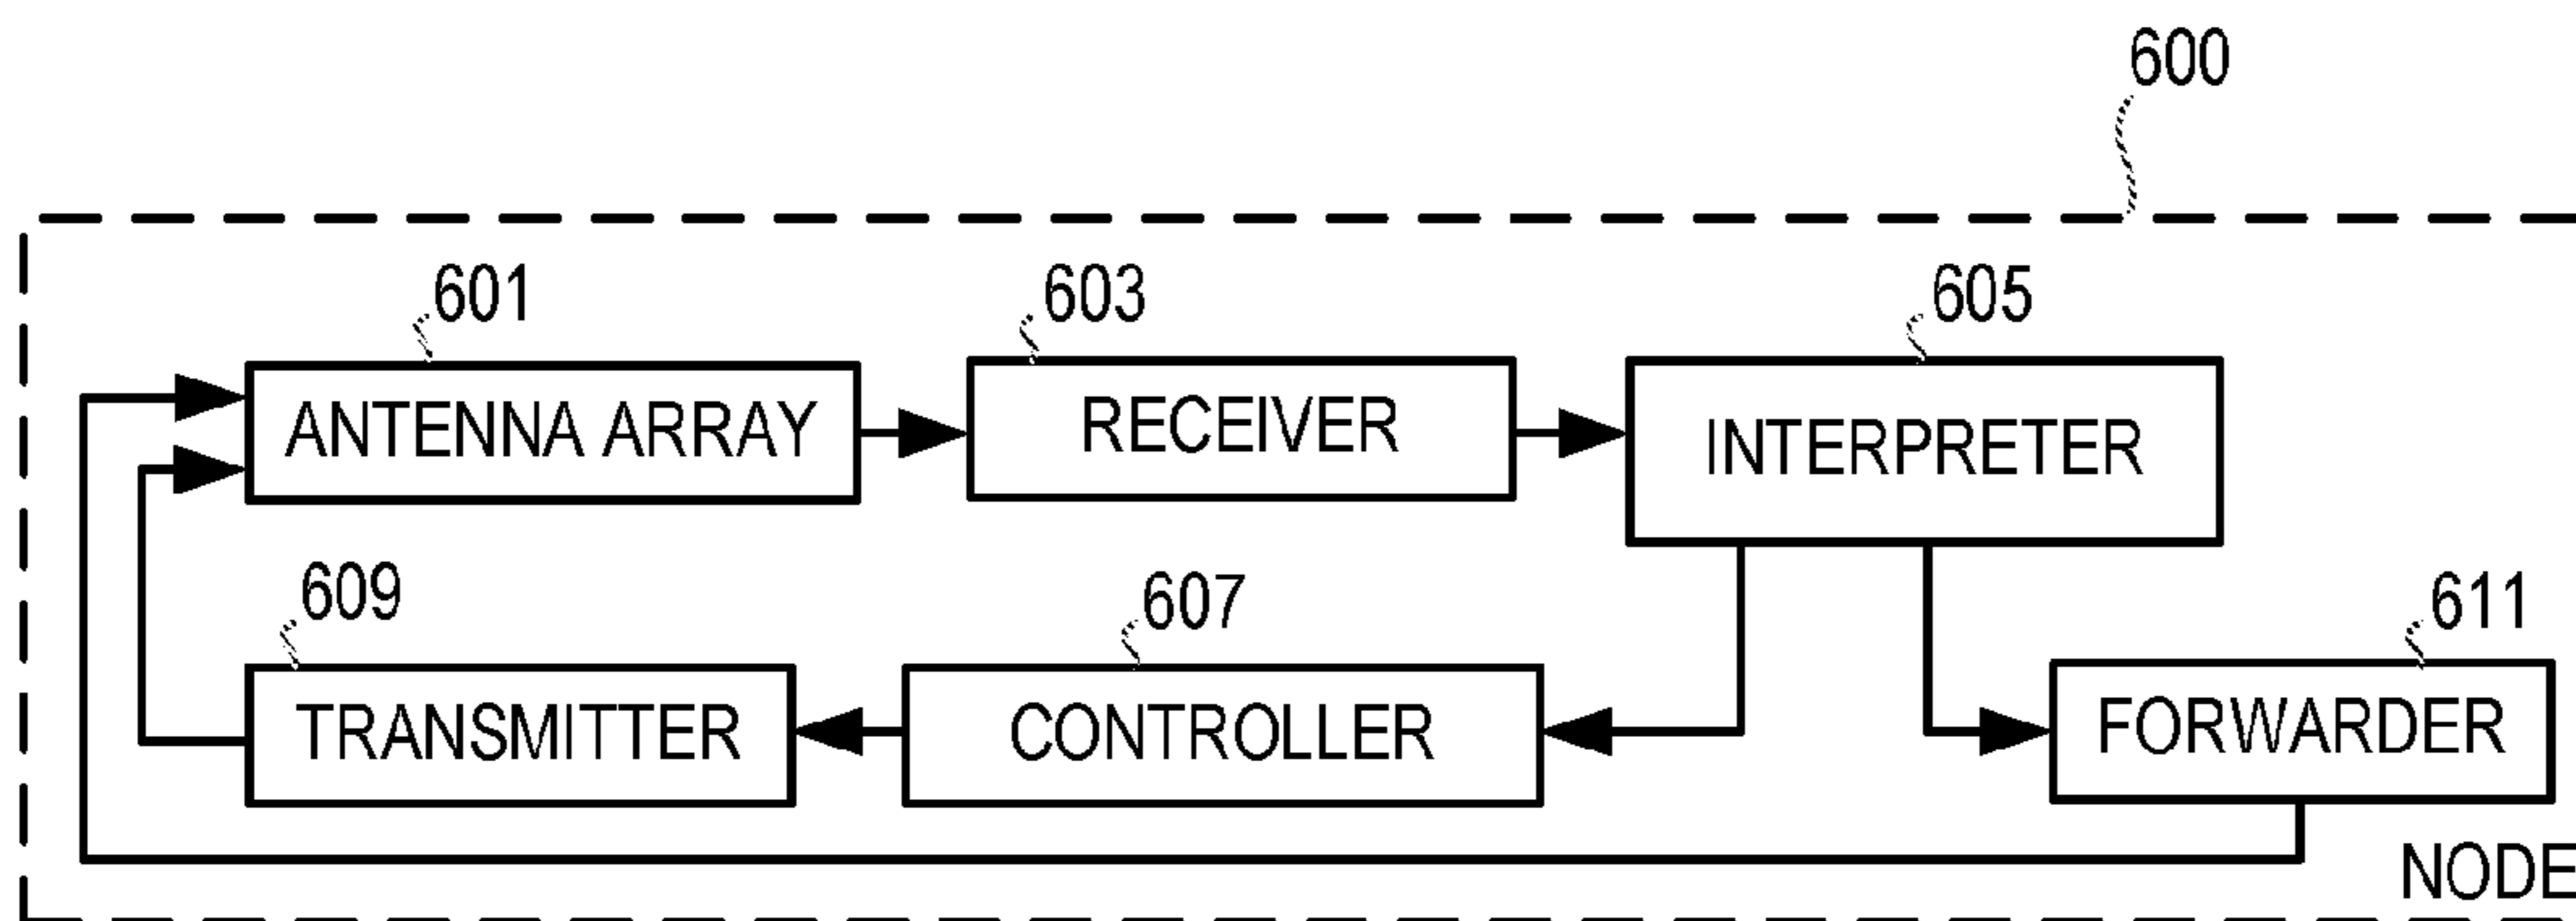 600
601
603
605
ANTENNA ARRAY
RECEIVER
INTERPRETER
609
607
611
TRANSMITTER
CONTROLLER
FORWARDER
NODE